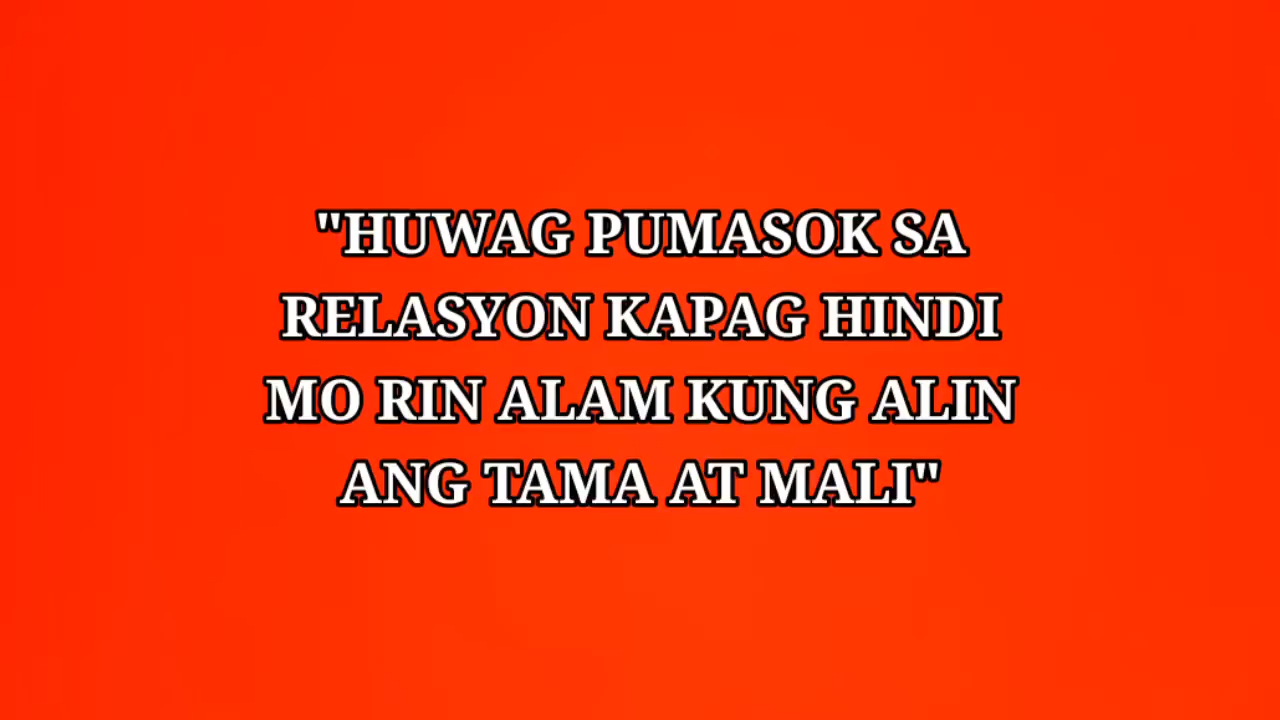 "HUWAG PUMASOK SA
RELASYON KAPAG HINDI
MO RIN ALAM KUNG ALIN
ANG TAMA AT MALI"